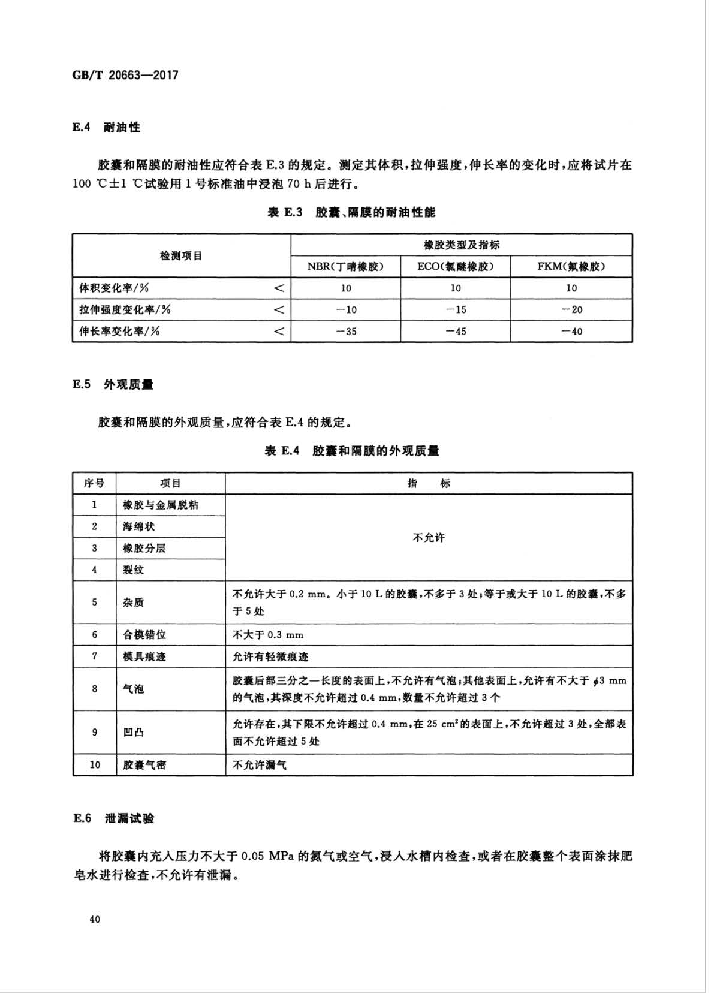 GB/T 20663—2017
E.4 耐油性
胶囊和隔膜的耐油性应符合表 E.3 的规定。测定其体积,拉伸强度,伸长率的变化时,应将试片在
100 ℃±1 ℃试验用 1 号标准油中浸泡 70 h 后进行。
表 E.3 胶囊、隔膜的耐油性能
检测项目
橡胶类型及指标
NBR(丁晴橡胶) ECO(氯醚橡胶) FKM(氟橡胶)
体积变化率/% < 10 10 10
拉伸强度变化率/% < －10 －15 －20
伸长率变化率/% < －35 －45 －40
E.5 外观质量
胶囊和隔膜的外观质量,应符合表 E.4 的规定。
表 E.4 胶囊和隔膜的外观质量
序号 项目 指 标
1 橡胶与金属脱粘
2 海绵状
不允许
3 橡胶分层
4 裂纹
5 杂质
不允许大于 0.2 mm。小于 10 L 的胶囊,不多于 3 处;等于或大于 10 L 的胶囊,不多
于 5 处
6 合模错位 不大于 0.3 mm
7 模具痕迹 允许有轻微痕迹
8 气泡
胶囊后部三分之一长度的表面上,不允许有气泡;其他表面上,允许有不大于 ϕ3 mm
的气泡,其深度不允许超过 0.4 mm,数量不允许超过 3 个
9 凹凸
允许存在,其下限不允许超过 0.4 mm,在 25 cm²的表面上,不允许超过 3 处,全部表
面不允许超过 5 处
10 胶囊气密 不允许漏气
E.6 泄漏试验
将胶囊内充入压力不大于 0.05 MPa 的氮气或空气,浸入水槽内检查,或者在胶囊整个表面涂抹肥
皂水进行检查,不允许有泄漏。
40